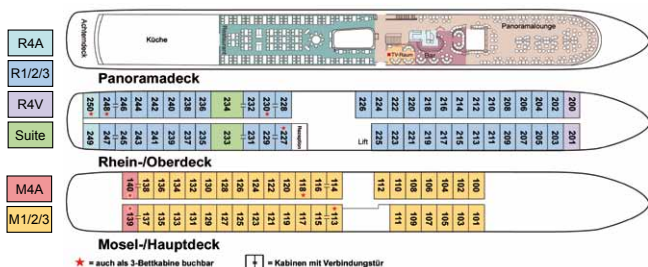 R4A
R1/2/3
R4V
Suite
M4A
M1/2/3
Achterndeck
Küche
Restaurant
TV-Raum
Bar
Panoramalounge
Panoramadeck
250 248 246 244 242 240 238 236 234 232 230 228 226 224 222 220 218 216 214 212 210 208 206 204 202 200
249 247 245 243 241 239 237 235 233 231 229 227 Rezeption Lift 225 223 221 219 217 215 213 211 209 207 205 203 201
Rhein-/Oberdeck
140 138 136 134 132 130 128 126 124 122 120 118 116 114 112 110 108 106 104 102 100
139 137 135 133 131 129 127 125 123 121 119 117 115 113 111 109 107 105 103 101
Mosel-/Hauptdeck
★ = auch als 3-Bettkabine buchbar
= Kabinen mit Verbindungstür